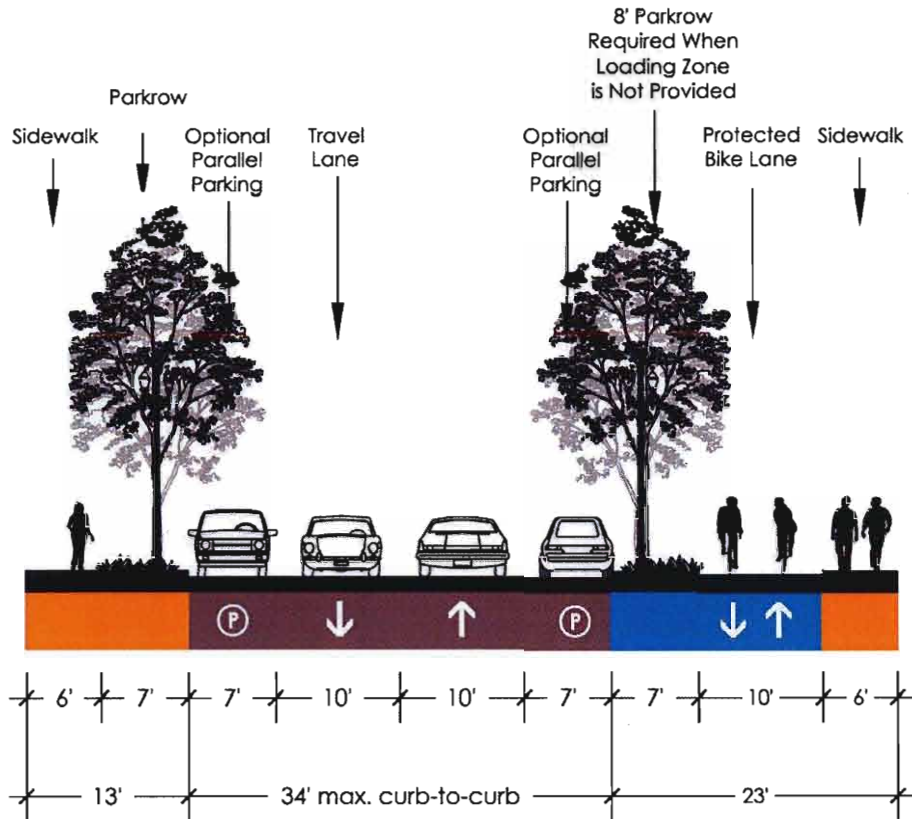 8' Parkrow
Required When
Loading Zone
is Not Provided
Parkrow
Sidewalk
Optional
Parallel
Parking
Travel
Lane
Optional
Parallel
Parking
Protected
Bike Lane
Sidewalk
P
P
6' 7' 7' 10' 10' 7' 7' 10' 6'
13' 34' max. curb-to-curb 23'